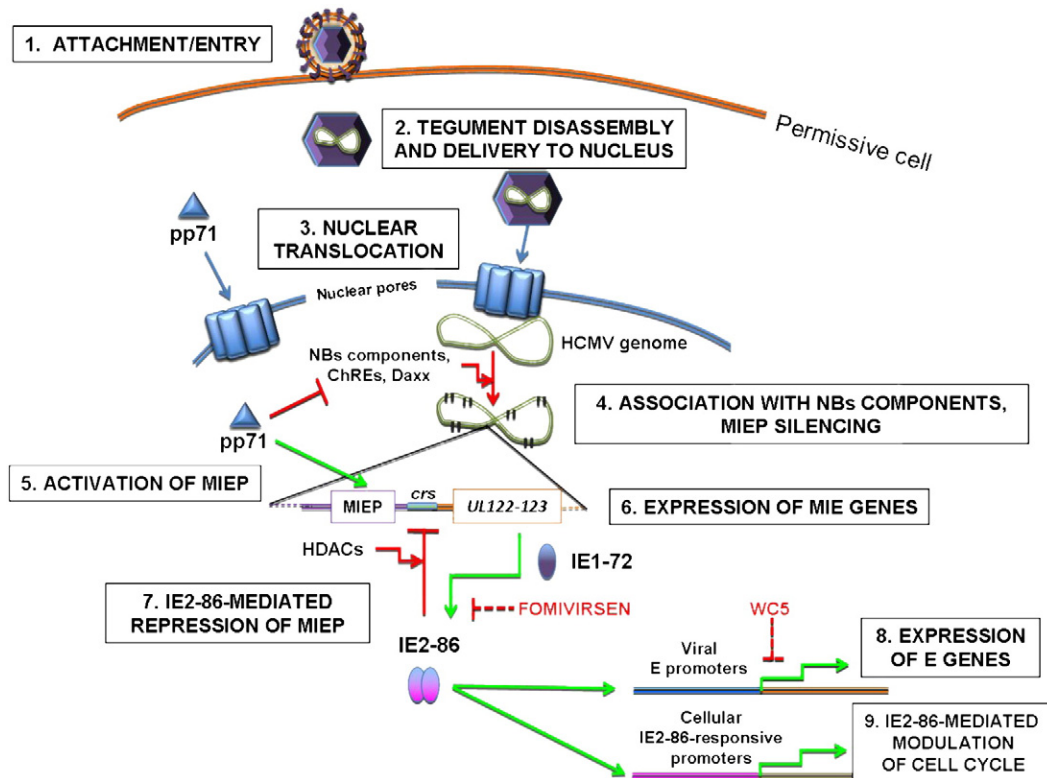 1. ATTACHMENT/ENTRY
Permissive cell
2. TEGUMENT DISASSEMBLY
AND DELIVERY TO NUCLEUS
pp71
3. NUCLEAR
TRANSLOCATION
Nuclear pores
HCMV genome
NBs components,
ChREs, Daxx
4. ASSOCIATION WITH NBs COMPONENTS,
MIEP SILENCING
pp71
5. ACTIVATION OF MIEP
MIEP
crs
UL122-123
6. EXPRESSION OF MIE GENES
HDACs
IE1-72
7. IE2-86-MEDIATED
REPRESSION OF MIEP
FOMIVIRSEN
WC5
IE2-86
Viral
E promoters
8. EXPRESSION
OF E GENES
Cellular
IE2-86-responsive
promoters
9. IE2-86-MEDIATED
MODULATION
OF CELL CYCLE